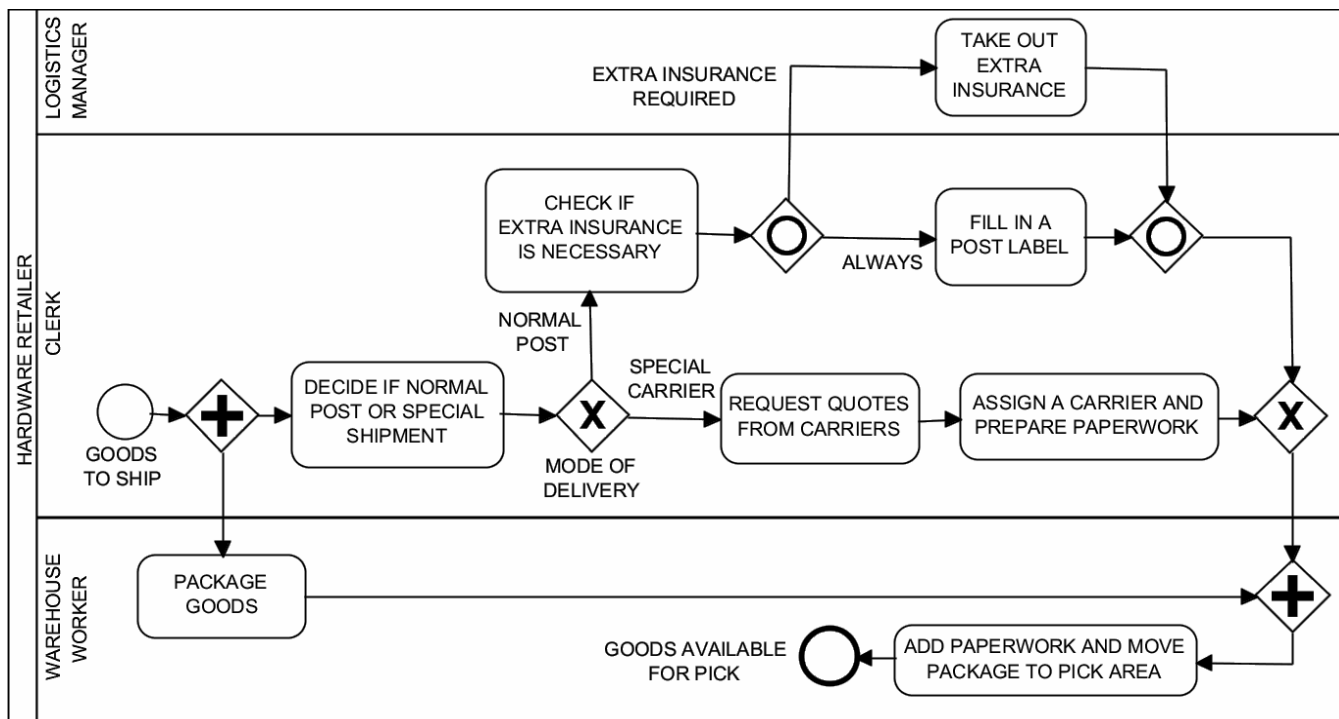 HARDWARE RETAILER
LOGISTICS
MANAGER
EXTRA INSURANCE
REQUIRED
TAKE OUT
EXTRA
INSURANCE
CLERK
CHECK IF
EXTRA INSURANCE
IS NECESSARY
ALWAYS
FILL IN A
POST LABEL
NORMAL
POST
GOODS
TO SHIP
DECIDE IF NORMAL
POST OR SPECIAL
SHIPMENT
X
MODE OF
DELIVERY
SPECIAL
CARRIER
REQUEST QUOTES
FROM CARRIERS
ASSIGN A CARRIER AND
PREPARE PAPERWORK
X
WAREHOUSE
WORKER
PACKAGE
GOODS
GOODS AVAILABLE
FOR PICK
ADD PAPERWORK AND MOVE
PACKAGE TO PICK AREA